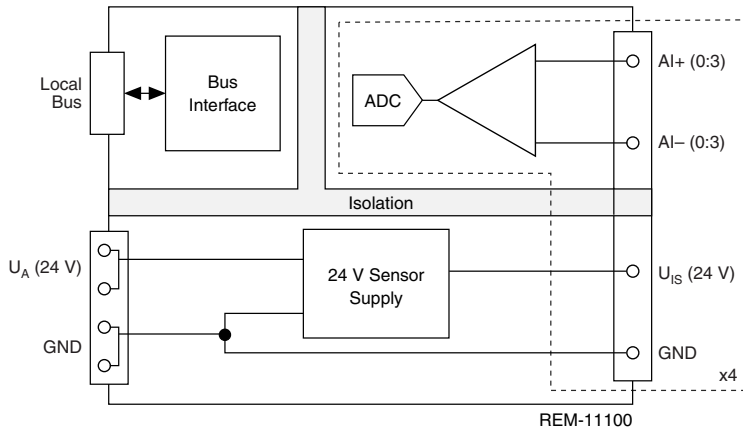 Local
Bus
Bus
Interface
ADC
AI+ (0:3)
AI– (0:3)
Isolation
U_A (24 V)
24 V Sensor
Supply
U_IS (24 V)
GND
GND
x4
REM-11100